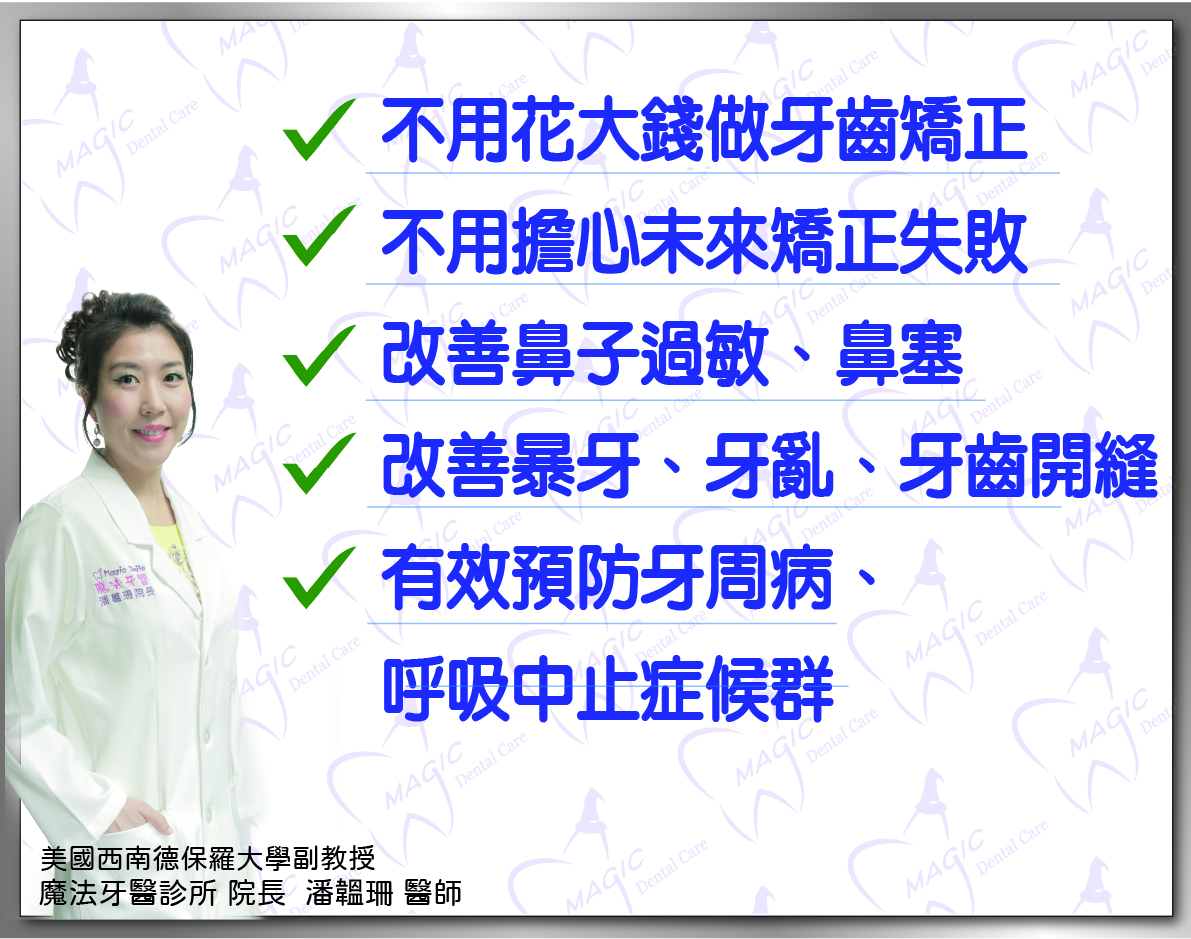 不用花大錢做牙齒矯正
不用擔心未來矯正失敗
改善鼻子過敏、鼻塞
改善暴牙、牙亂、牙齒開縫
有效預防牙周病、
呼吸中止症候群
魔法牙醫
潘韞珊院長
美國西南德保羅大學副教授
魔法牙醫診所 院長 潘韞珊 醫師
MAGIC
Dental Care